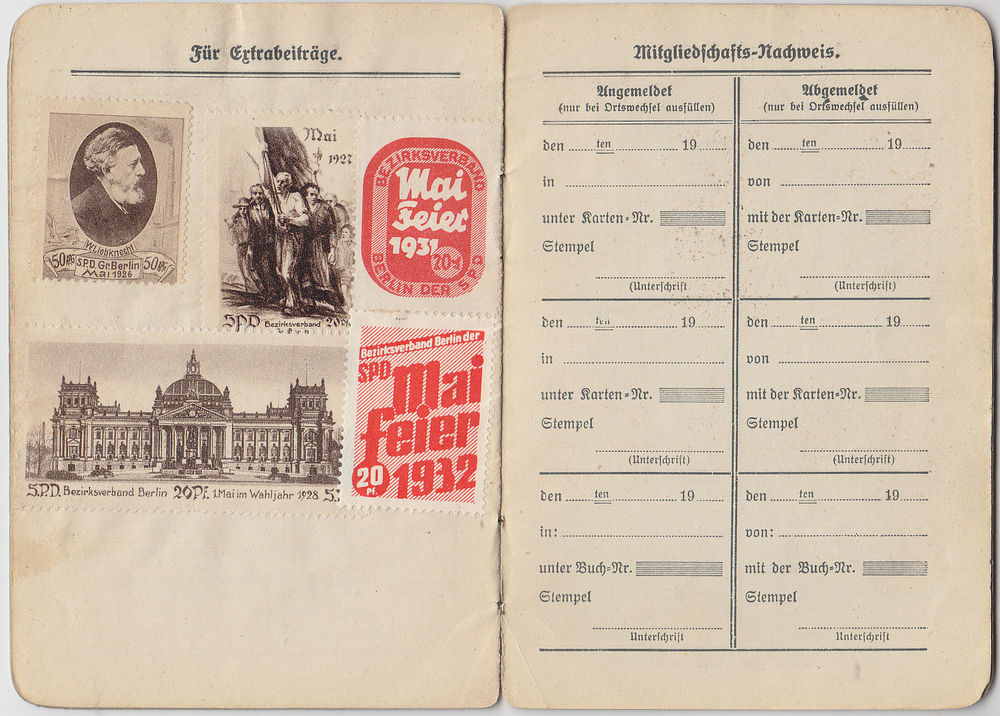 Für Extrabeiträge.
W. Liebknecht
50 Pf. S.P.D. Gr. Berlin 50 Pf.
Mai 1926
Mai
1927
SPD Bezirksverband 20 Pf.
Berlin
BEZIRKSVERBAND
Mai
Feier
1931
20
BERLIN DER SPD
S.P.D. Bezirksverband Berlin 20 Pf. 1. Mai im Wahljahr 1928
Bezirksverband Berlin der
SPD
Mai
feier
20
Pf.
1932
Mitgliedschafts-Nachweis.
Angemeldet
(nur bei Ortswechsel ausfüllen)
den ten 19
in
unter Karten-Nr.
Stempel
(Unterschrift
den ten 19
in
unter Karten-Nr.
Stempel
(Unterschrift)
den ten 19
in:
unter Buch-Nr.
Stempel
Unterschrift
Abgemeldet
(nur bei Ortswechsel ausfüllen)
den ten 19
von
mit der Karten-Nr.
Stempel
(Unterschrift)
den ten 19
von
mit der Karten-Nr.
Stempel
(Unterschrift)
den ten 19
von:
mit der Buch-Nr.
Stempel
Unterschrift